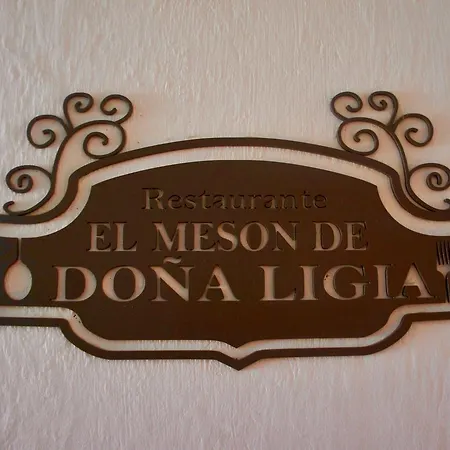 Restaurante
EL MESON DE
DOÑA LIGIA